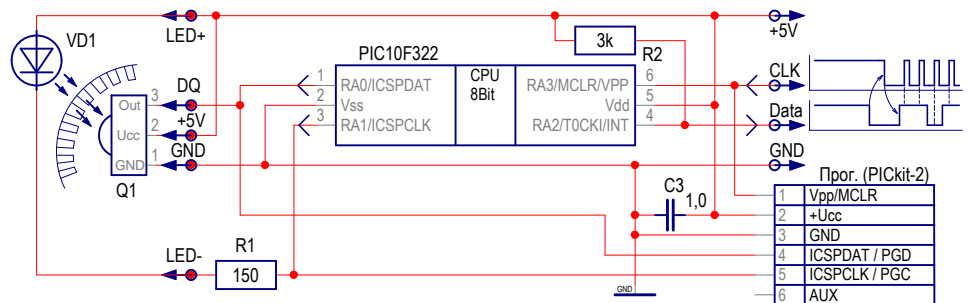 LED+
VD1
DQ
+5V
GND
Out
Ucc
GND
3
2
1
Q1
LED-
R1
150
PIC10F322
1
2
3
RA0/ICSPDAT
Vss
RA1/ICSPCLK
CPU
8Bit
RA3/MCLR/VPP
Vdd
RA2/T0CKI/INT
6
5
4
3k
R2
+5V
CLK
Data
GND
C3
1,0
GND
Прог. (PICkit-2)
1 Vpp/MCLR
2 +Ucc
3 GND
4 ICSPDAT / PGD
5 ICSPCLK / PGC
6 AUX